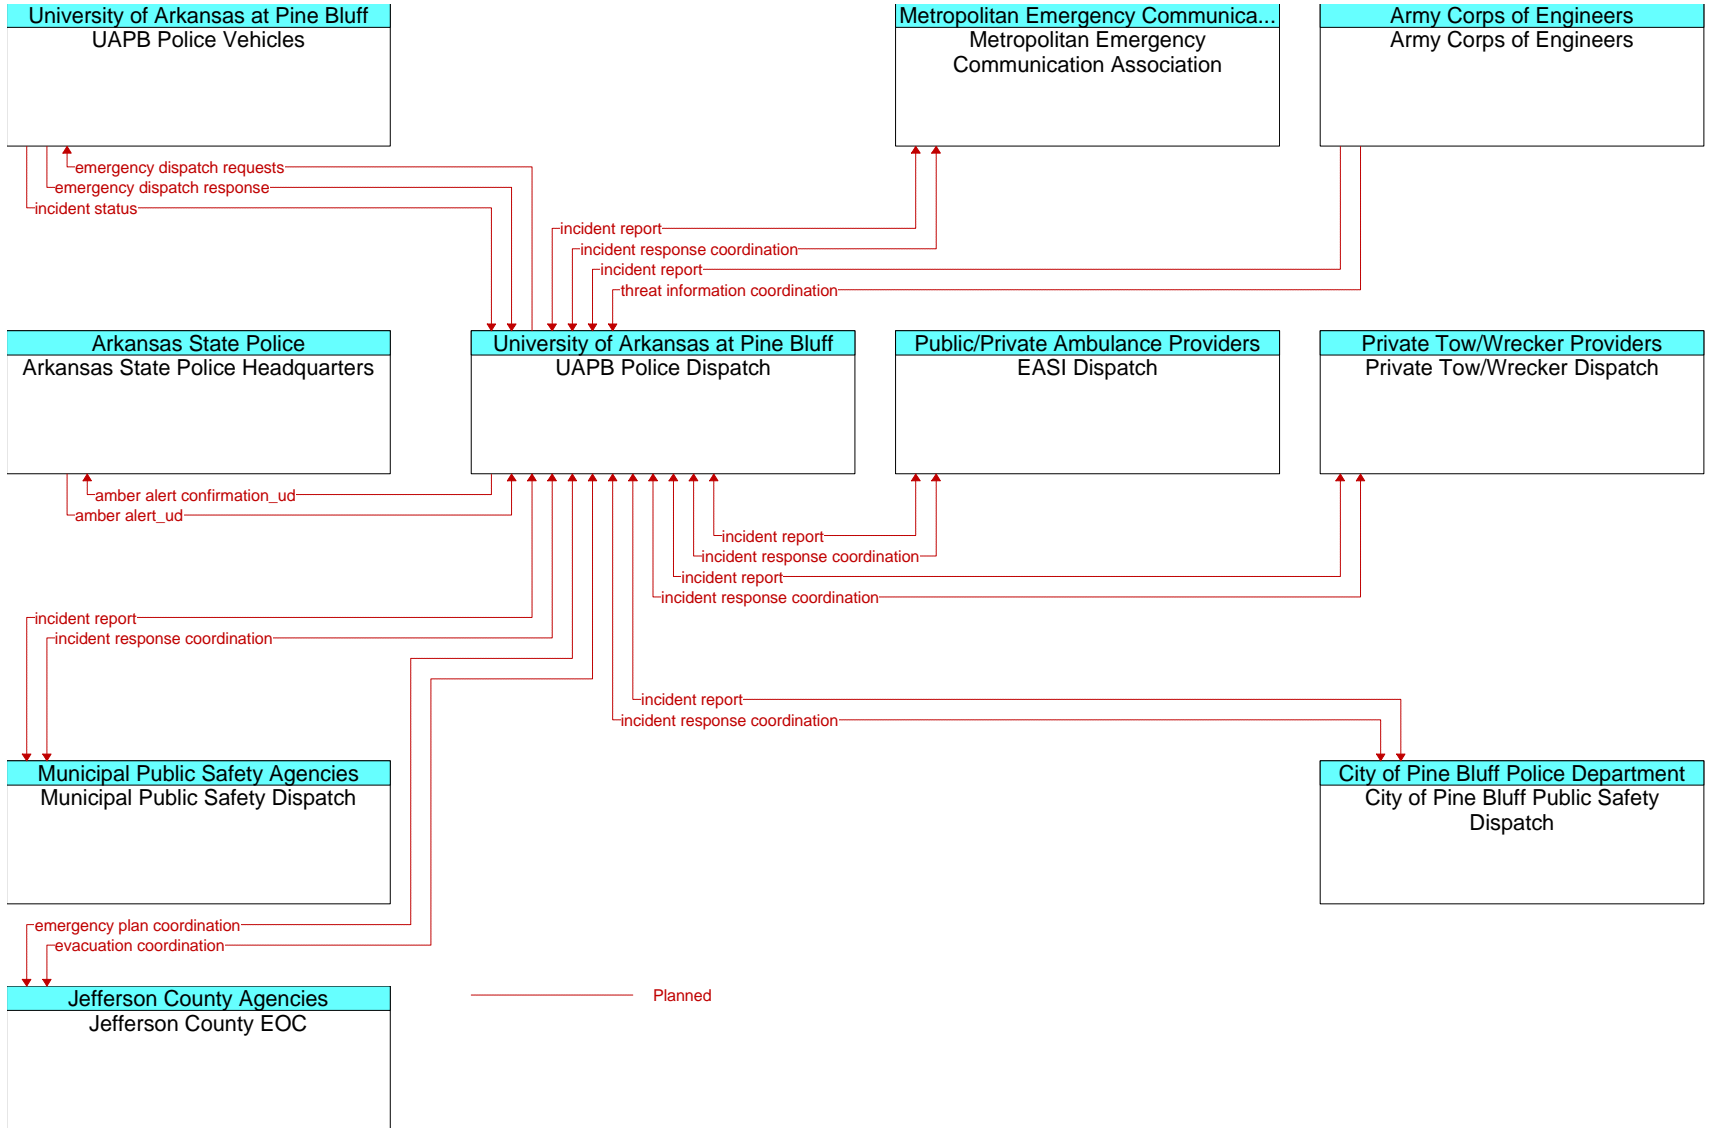 University of Arkansas at Pine Bluff
UAPB Police Vehicles
Metropolitan Emergency Communica...
Metropolitan Emergency
Communication Association
Army Corps of Engineers
Army Corps of Engineers
emergency dispatch requests
emergency dispatch response
incident status
incident report
incident response coordination
incident report
threat information coordination
Arkansas State Police
Arkansas State Police Headquarters
University of Arkansas at Pine Bluff
UAPB Police Dispatch
Public/Private Ambulance Providers
EASI Dispatch
Private Tow/Wrecker Providers
Private Tow/Wrecker Dispatch
amber alert confirmation_ud
amber alert_ud
incident report
incident response coordination
incident report
incident response coordination
incident report
incident response coordination
incident report
incident response coordination
Municipal Public Safety Agencies
Municipal Public Safety Dispatch
City of Pine Bluff Police Department
City of Pine Bluff Public Safety
Dispatch
emergency plan coordination
evacuation coordination
Jefferson County Agencies
Jefferson County EOC
Planned